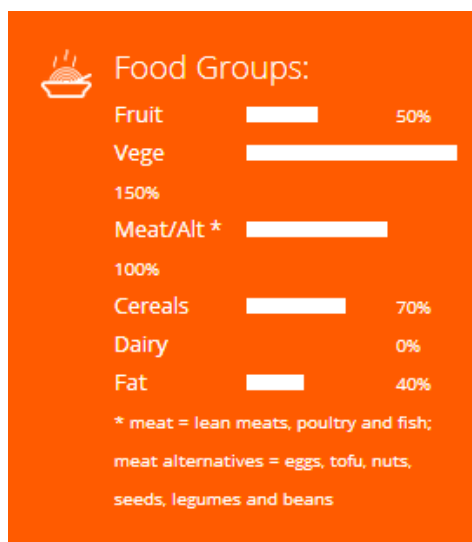 Food Groups:
Fruit 50%
Vege
150%
Meat/Alt *
100%
Cereals 70%
Dairy 0%
Fat 40%
* meat = lean meats, poultry and fish;
meat alternatives = eggs, tofu, nuts,
seeds, legumes and beans